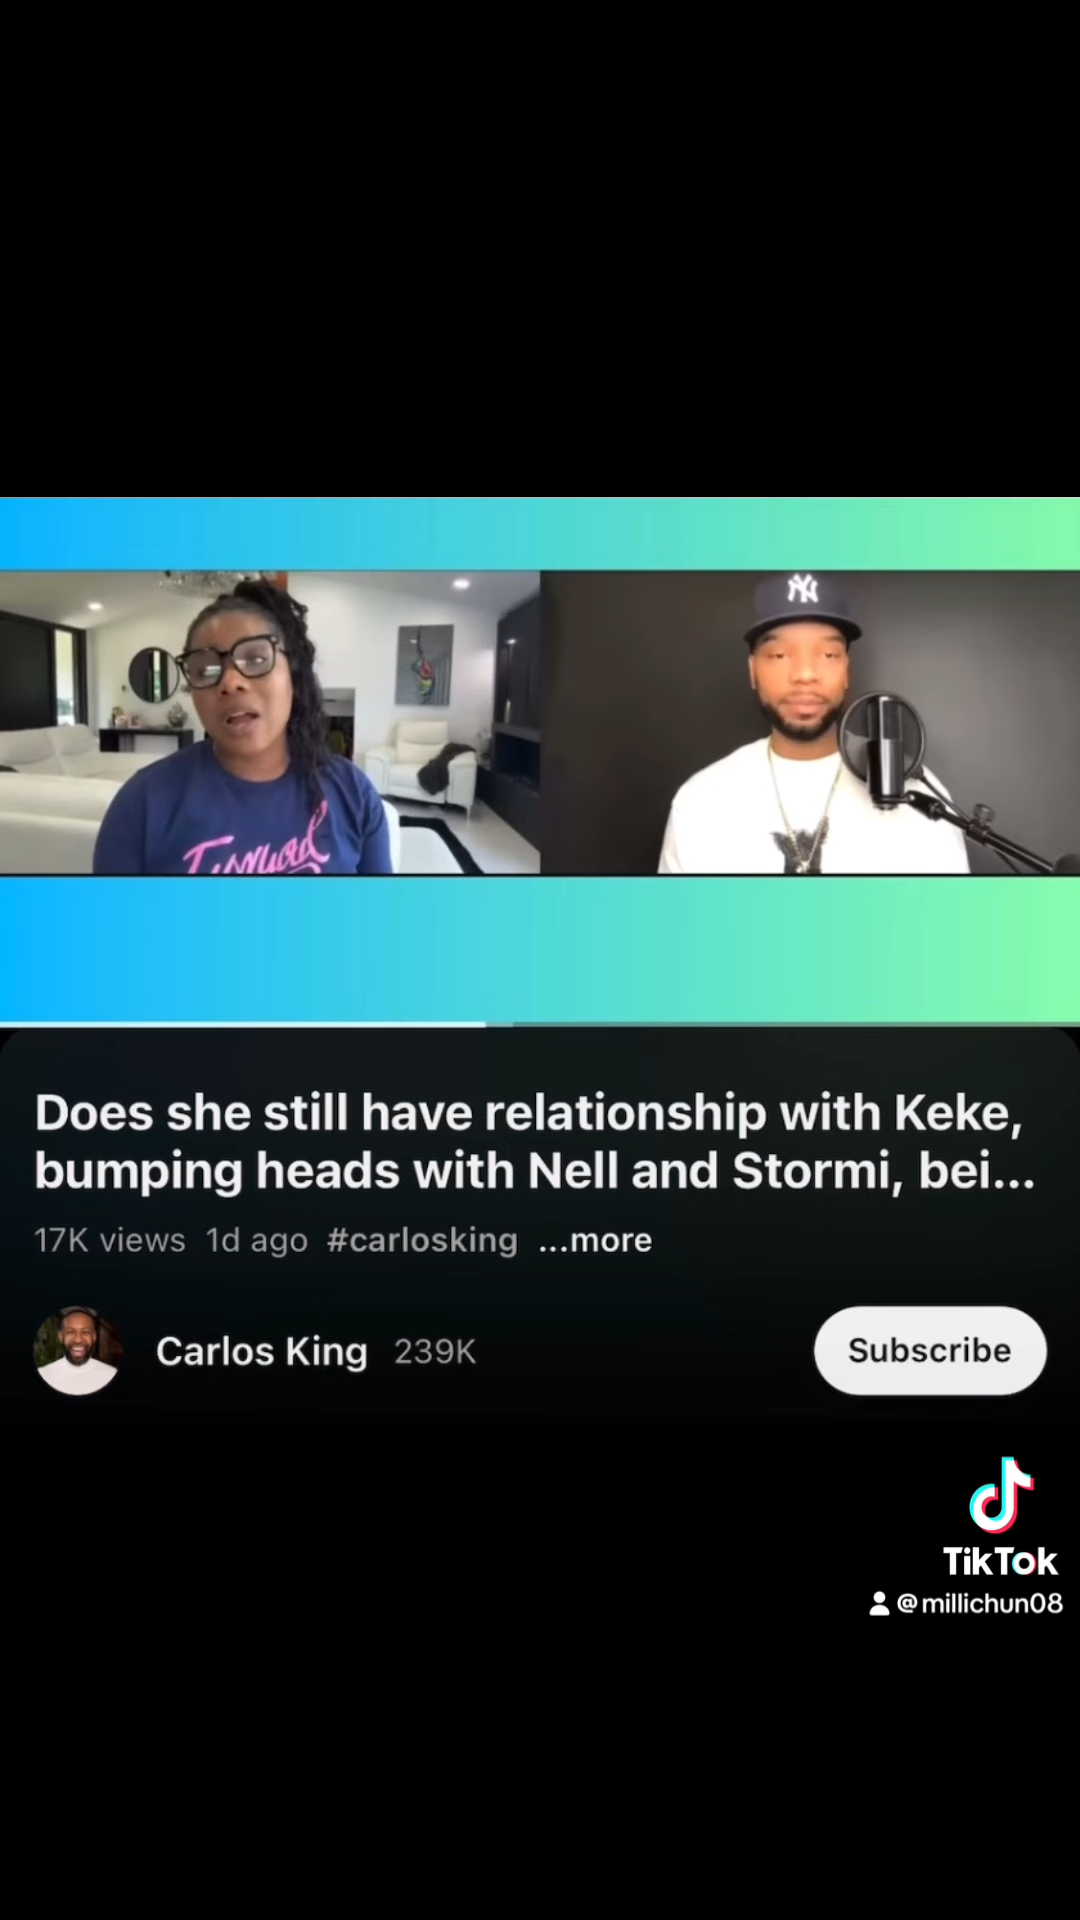 NY
Does she still have relationship with Keke,
bumping heads with Nell and Stormi, bei...
17K views 1d ago #carlosking ...more
Carlos King 239K
Subscribe
TikTok
@millichun08